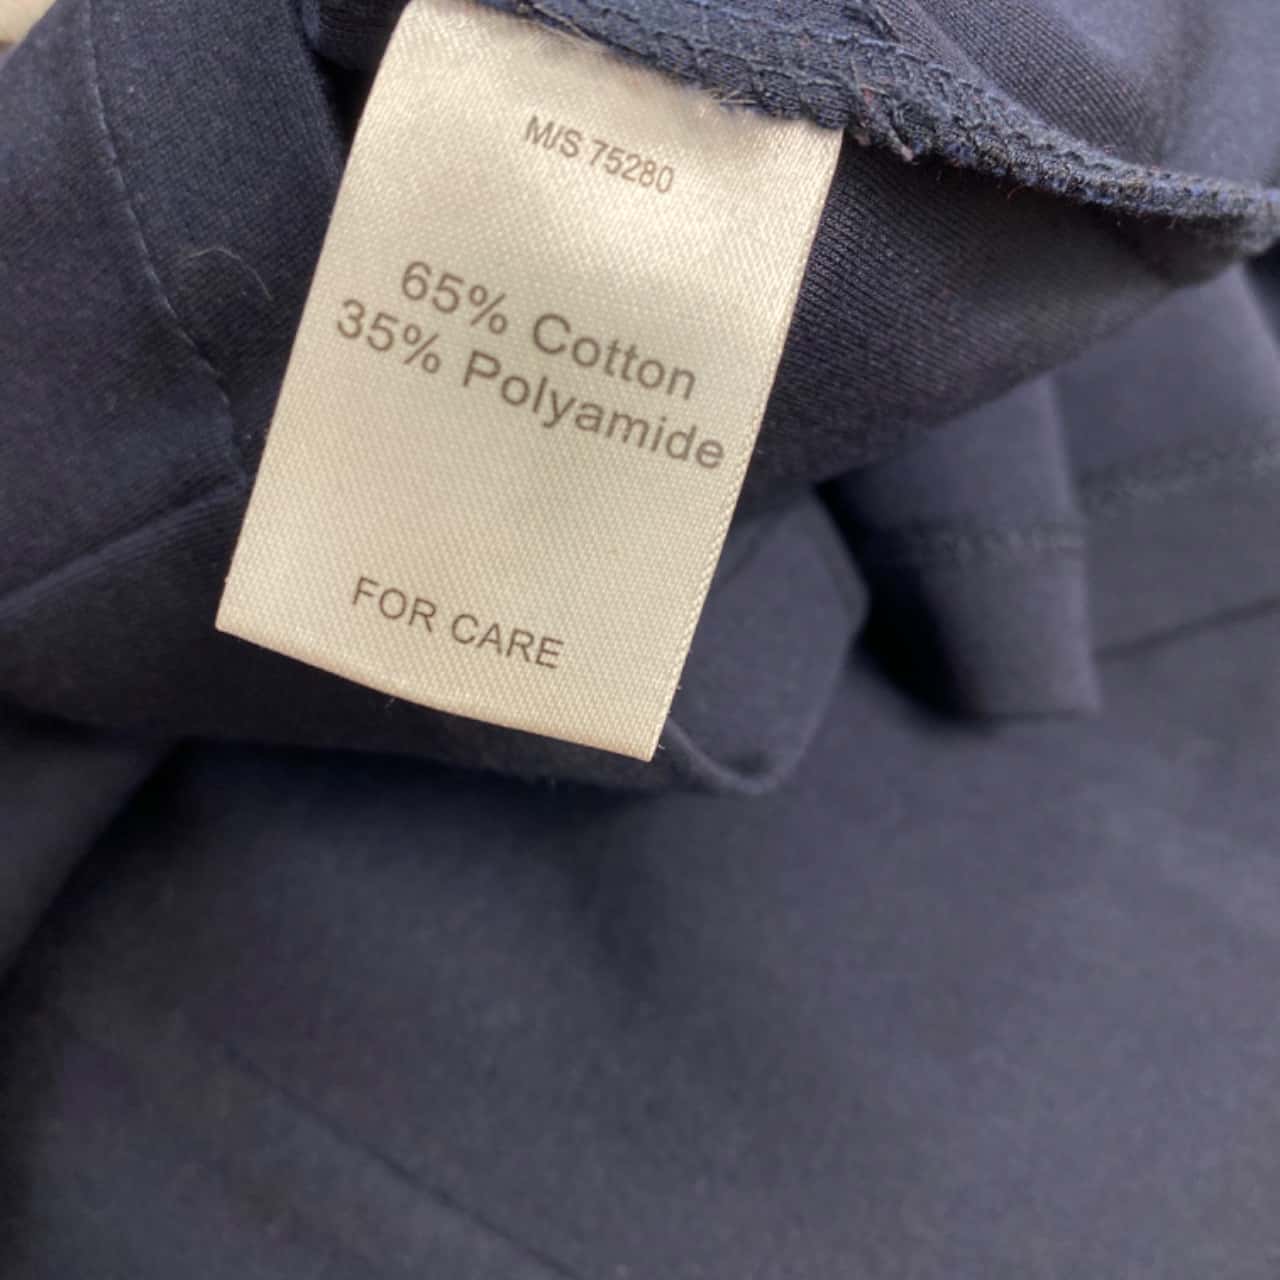 M/S 75280
65% Cotton
35% Polyamide
FOR CARE